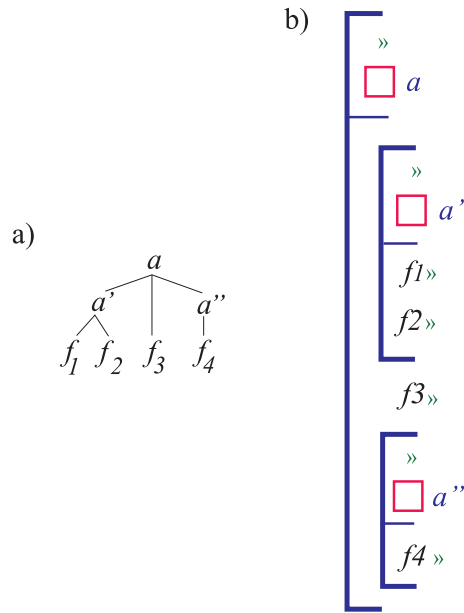 a)
a
a’ a’’
f₁ f₂ f₃ f₄
b)
»
a
»
a’
f1»
f2»
f3»
»
a’’
f4»